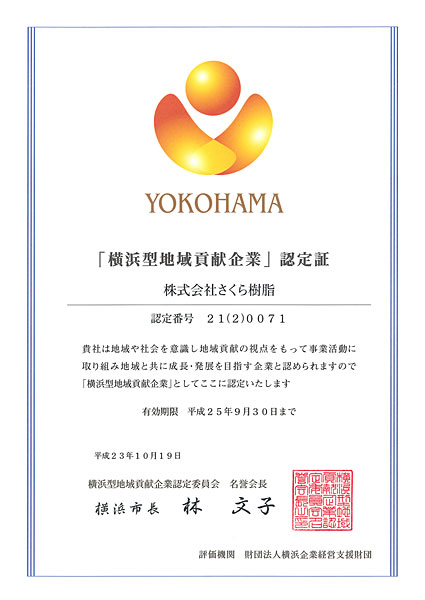 YOKOHAMA
「横浜型地域貢献企業」認定証
株式会社さくら樹脂
認定番号　２１(２)００７１
貴社は地域や社会を意識し地域貢献の視点をもって事業活動に
取り組み地域と共に成長・発展を目指す企業と認められますので
「横浜型地域貢献企業」としてここに認定いたします
有効期限　平成２５年９月３０日まで
平成２３年１０月１９日
横浜型地域貢献企業認定委員会　名誉会長
横浜市長　林　文子
評価機関　財団法人横浜企業経営支援財団